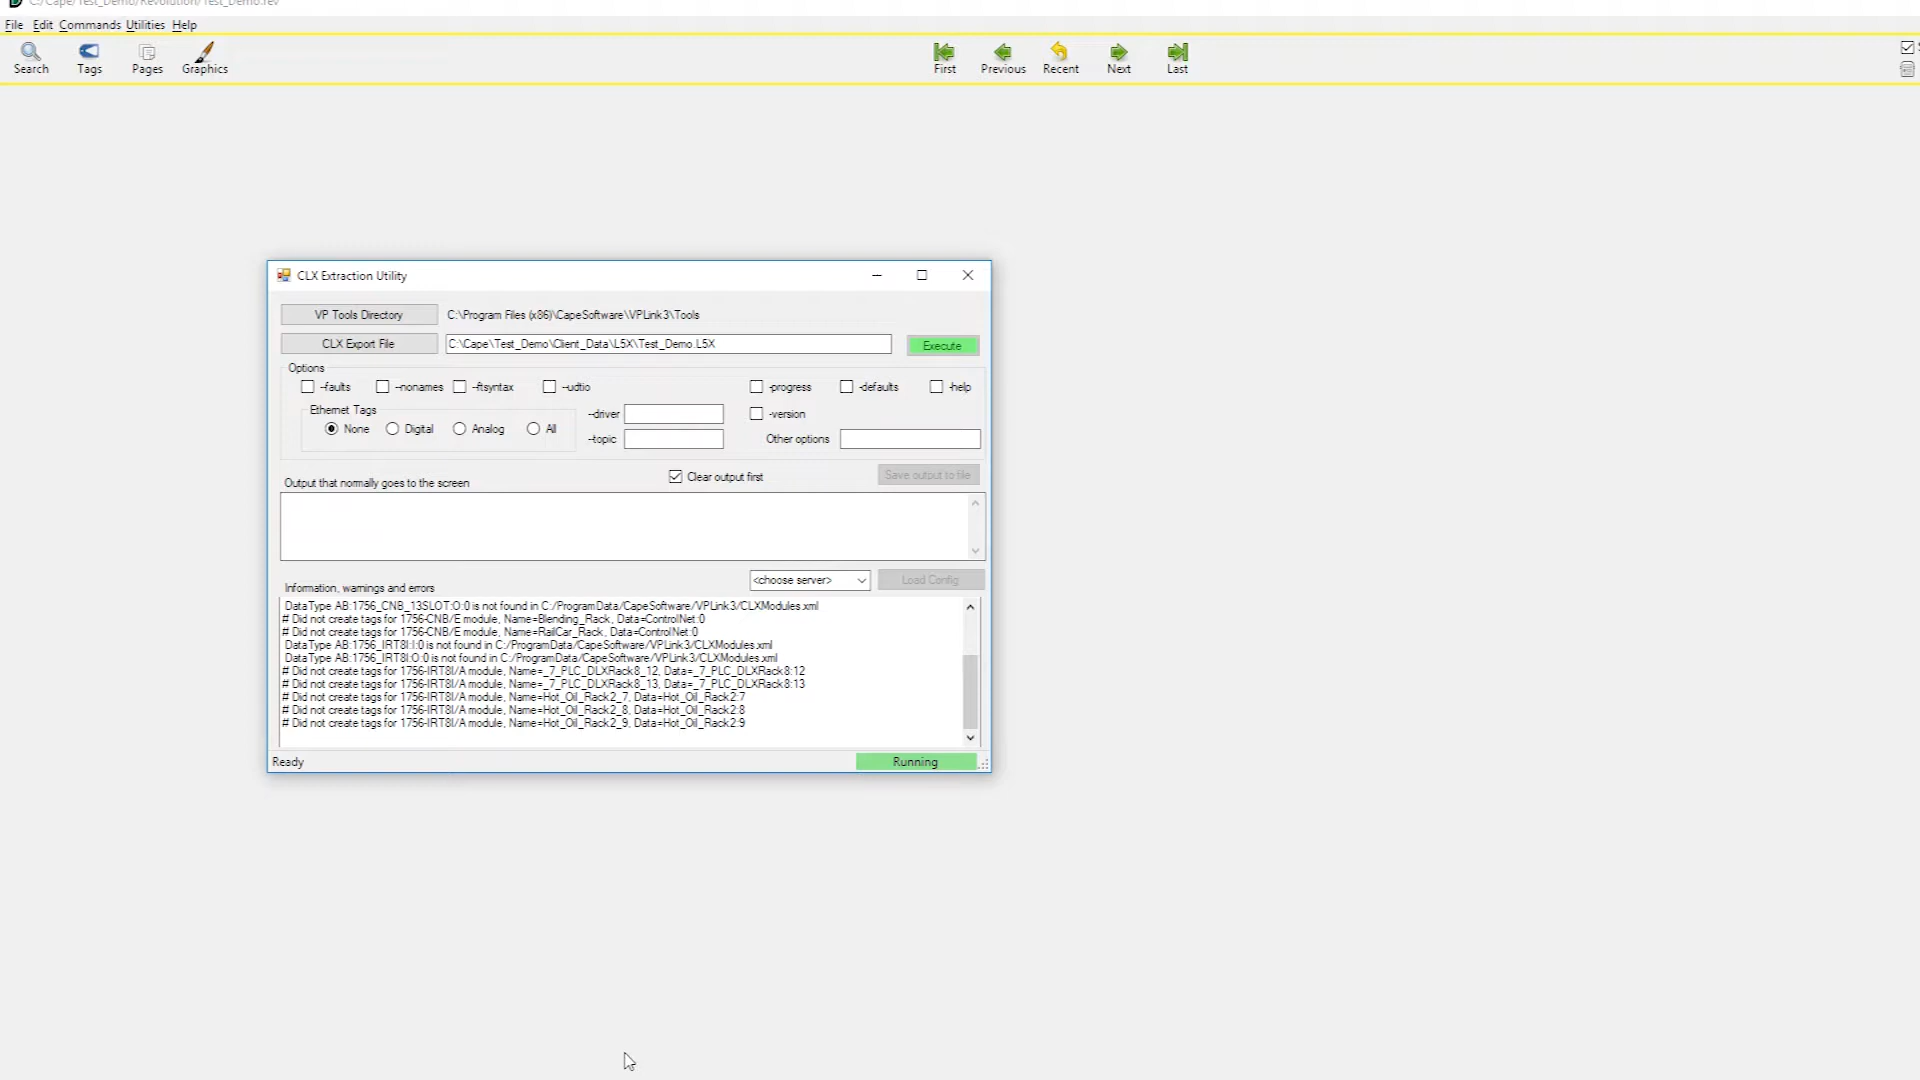 C:/Cape/Test_Demo/Revolution/Test_Demo.rev
File Edit Commands Utilities Help
Search Tags Pages Graphics First Previous Recent Next Last
CLX Extraction Utility
VP Tools Directory C:\Program Files (x86)\CapeSoftware\VPLink3\Tools
CLX Export File C:\Cape\Test_Demo\Client_Data\L5X\Test_Demo.L5X Execute
Options
--faults --nonames --ftsyntax --udtio -progress -defaults -help
Ethernet Tags
None Digital Analog All
--driver -version
--topic Other options
Output that normally goes to the screen Clear output first Save output to file
Information, warnings and errors <choose server> Load Config
DataType AB:1756_CNB_13SLOT:O:0 is not found in C:/ProgramData/CapeSoftware/VPLink3/CLXModules.xml
# Did not create tags for 1756-CNB/E module, Name=Blending_Rack, Data=ControlNet:0
# Did not create tags for 1756-CNB/E module, Name=RailCar_Rack, Data=ControlNet:0
DataType AB:1756_IRT8I:I:0 is not found in C:/ProgramData/CapeSoftware/VPLink3/CLXModules.xml
DataType AB:1756_IRT8I:O:0 is not found in C:/ProgramData/CapeSoftware/VPLink3/CLXModules.xml
# Did not create tags for 1756-IRT8I/A module, Name=_7_PLC_DLXRack8_12, Data=_7_PLC_DLXRack8:12
# Did not create tags for 1756-IRT8I/A module, Name=_7_PLC_DLXRack8_13, Data=_7_PLC_DLXRack8:13
# Did not create tags for 1756-IRT8I/A module, Name=Hot_Oil_Rack2_7, Data=Hot_Oil_Rack2:7
# Did not create tags for 1756-IRT8I/A module, Name=Hot_Oil_Rack2_8, Data=Hot_Oil_Rack2:8
# Did not create tags for 1756-IRT8I/A module, Name=Hot_Oil_Rack2_9, Data=Hot_Oil_Rack2:9
Ready Running